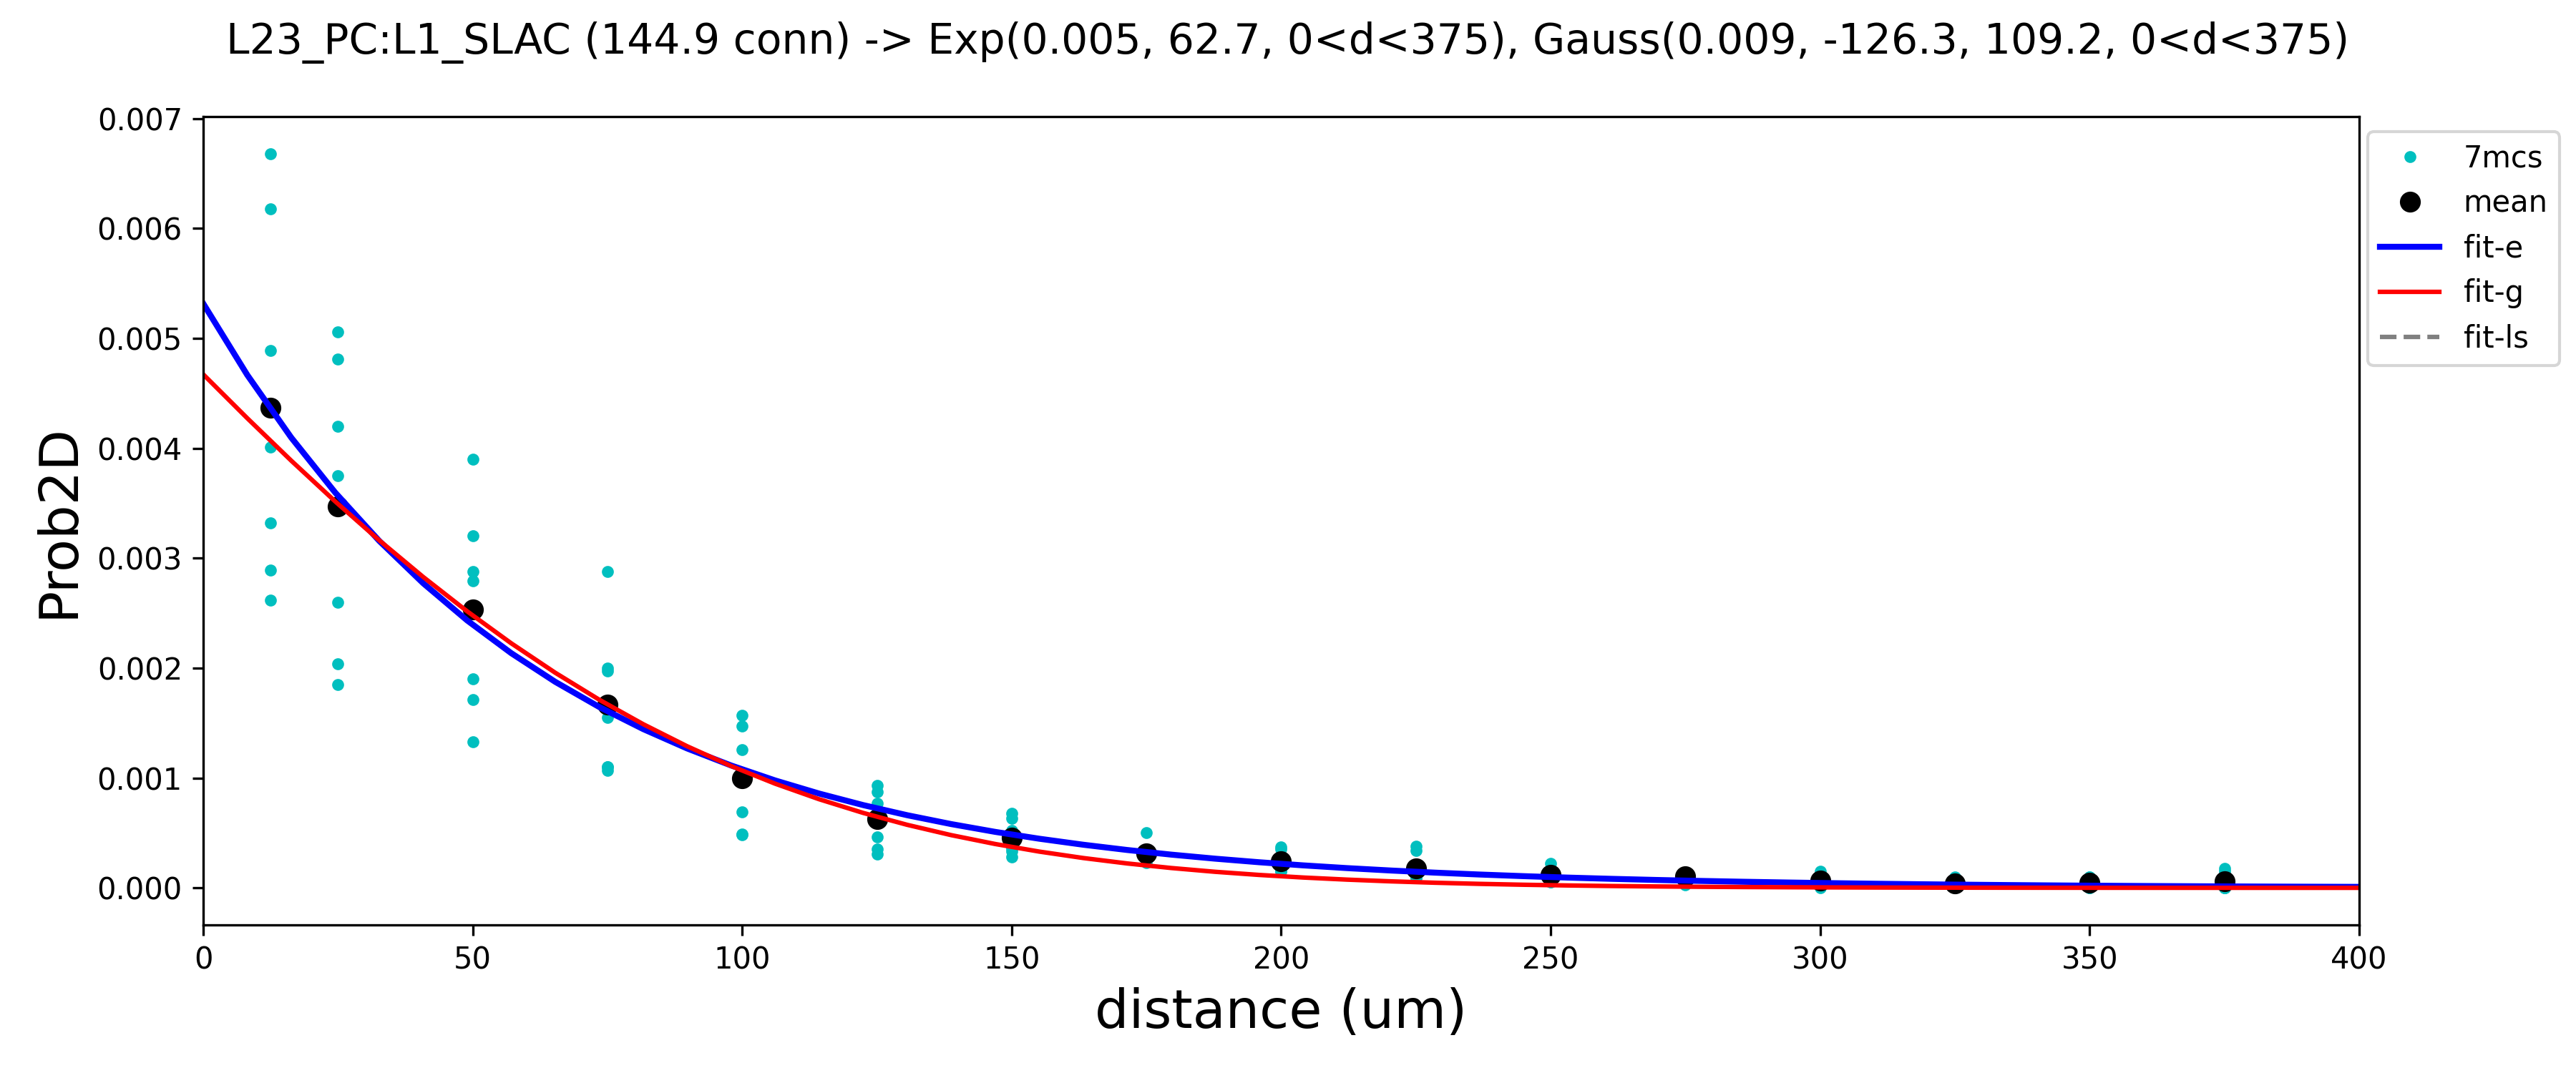 L23_PC:L1_SLAC (144.9 conn) -> Exp(0.005, 62.7, 0<d<375), Gauss(0.009, -126.3, 109.2, 0<d<375)
0.007
0.006
0.005
0.004
0.003
0.002
0.001
0.000
Prob2D
0 50 100 150 200 250 300 350 400
distance (um)
7mcs
mean
fit-e
fit-g
fit-ls